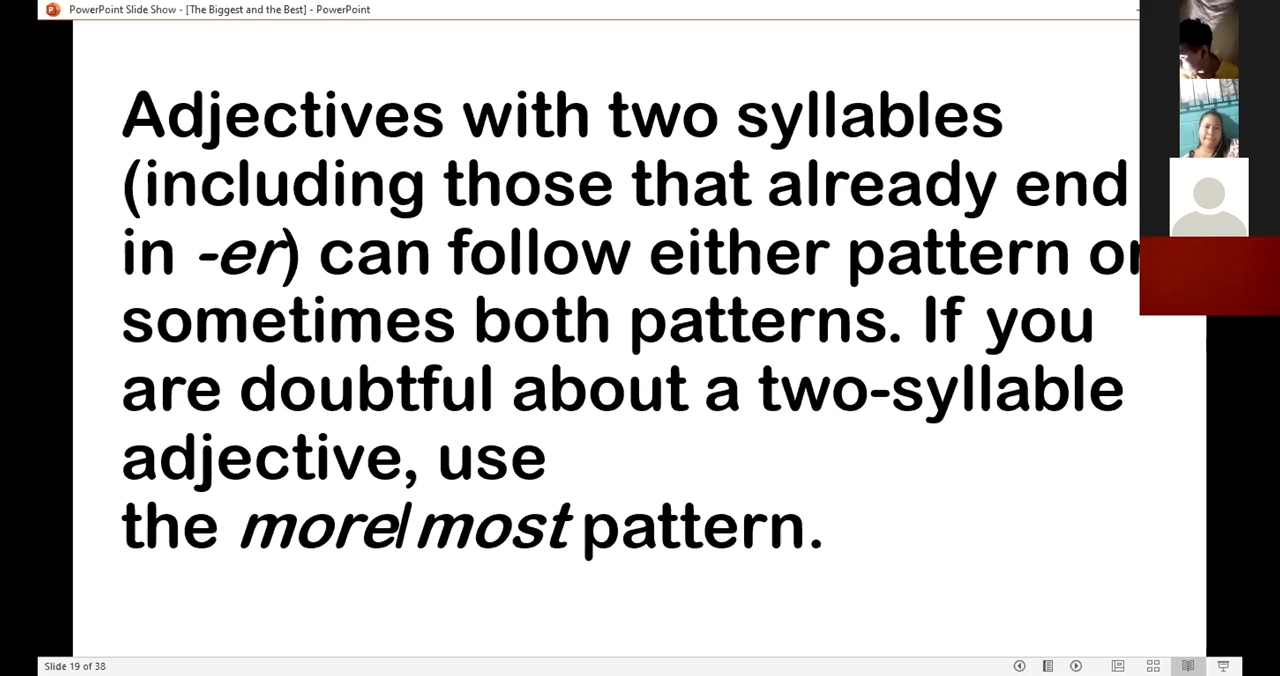 PowerPoint Slide Show - [The Biggest and the Best] - PowerPoint
Adjectives with two syllables
(including those that already end
in -er) can follow either pattern or
sometimes both patterns. If you
are doubtful about a two-syllable
adjective, use
the more/most pattern.
Slide 19 of 38